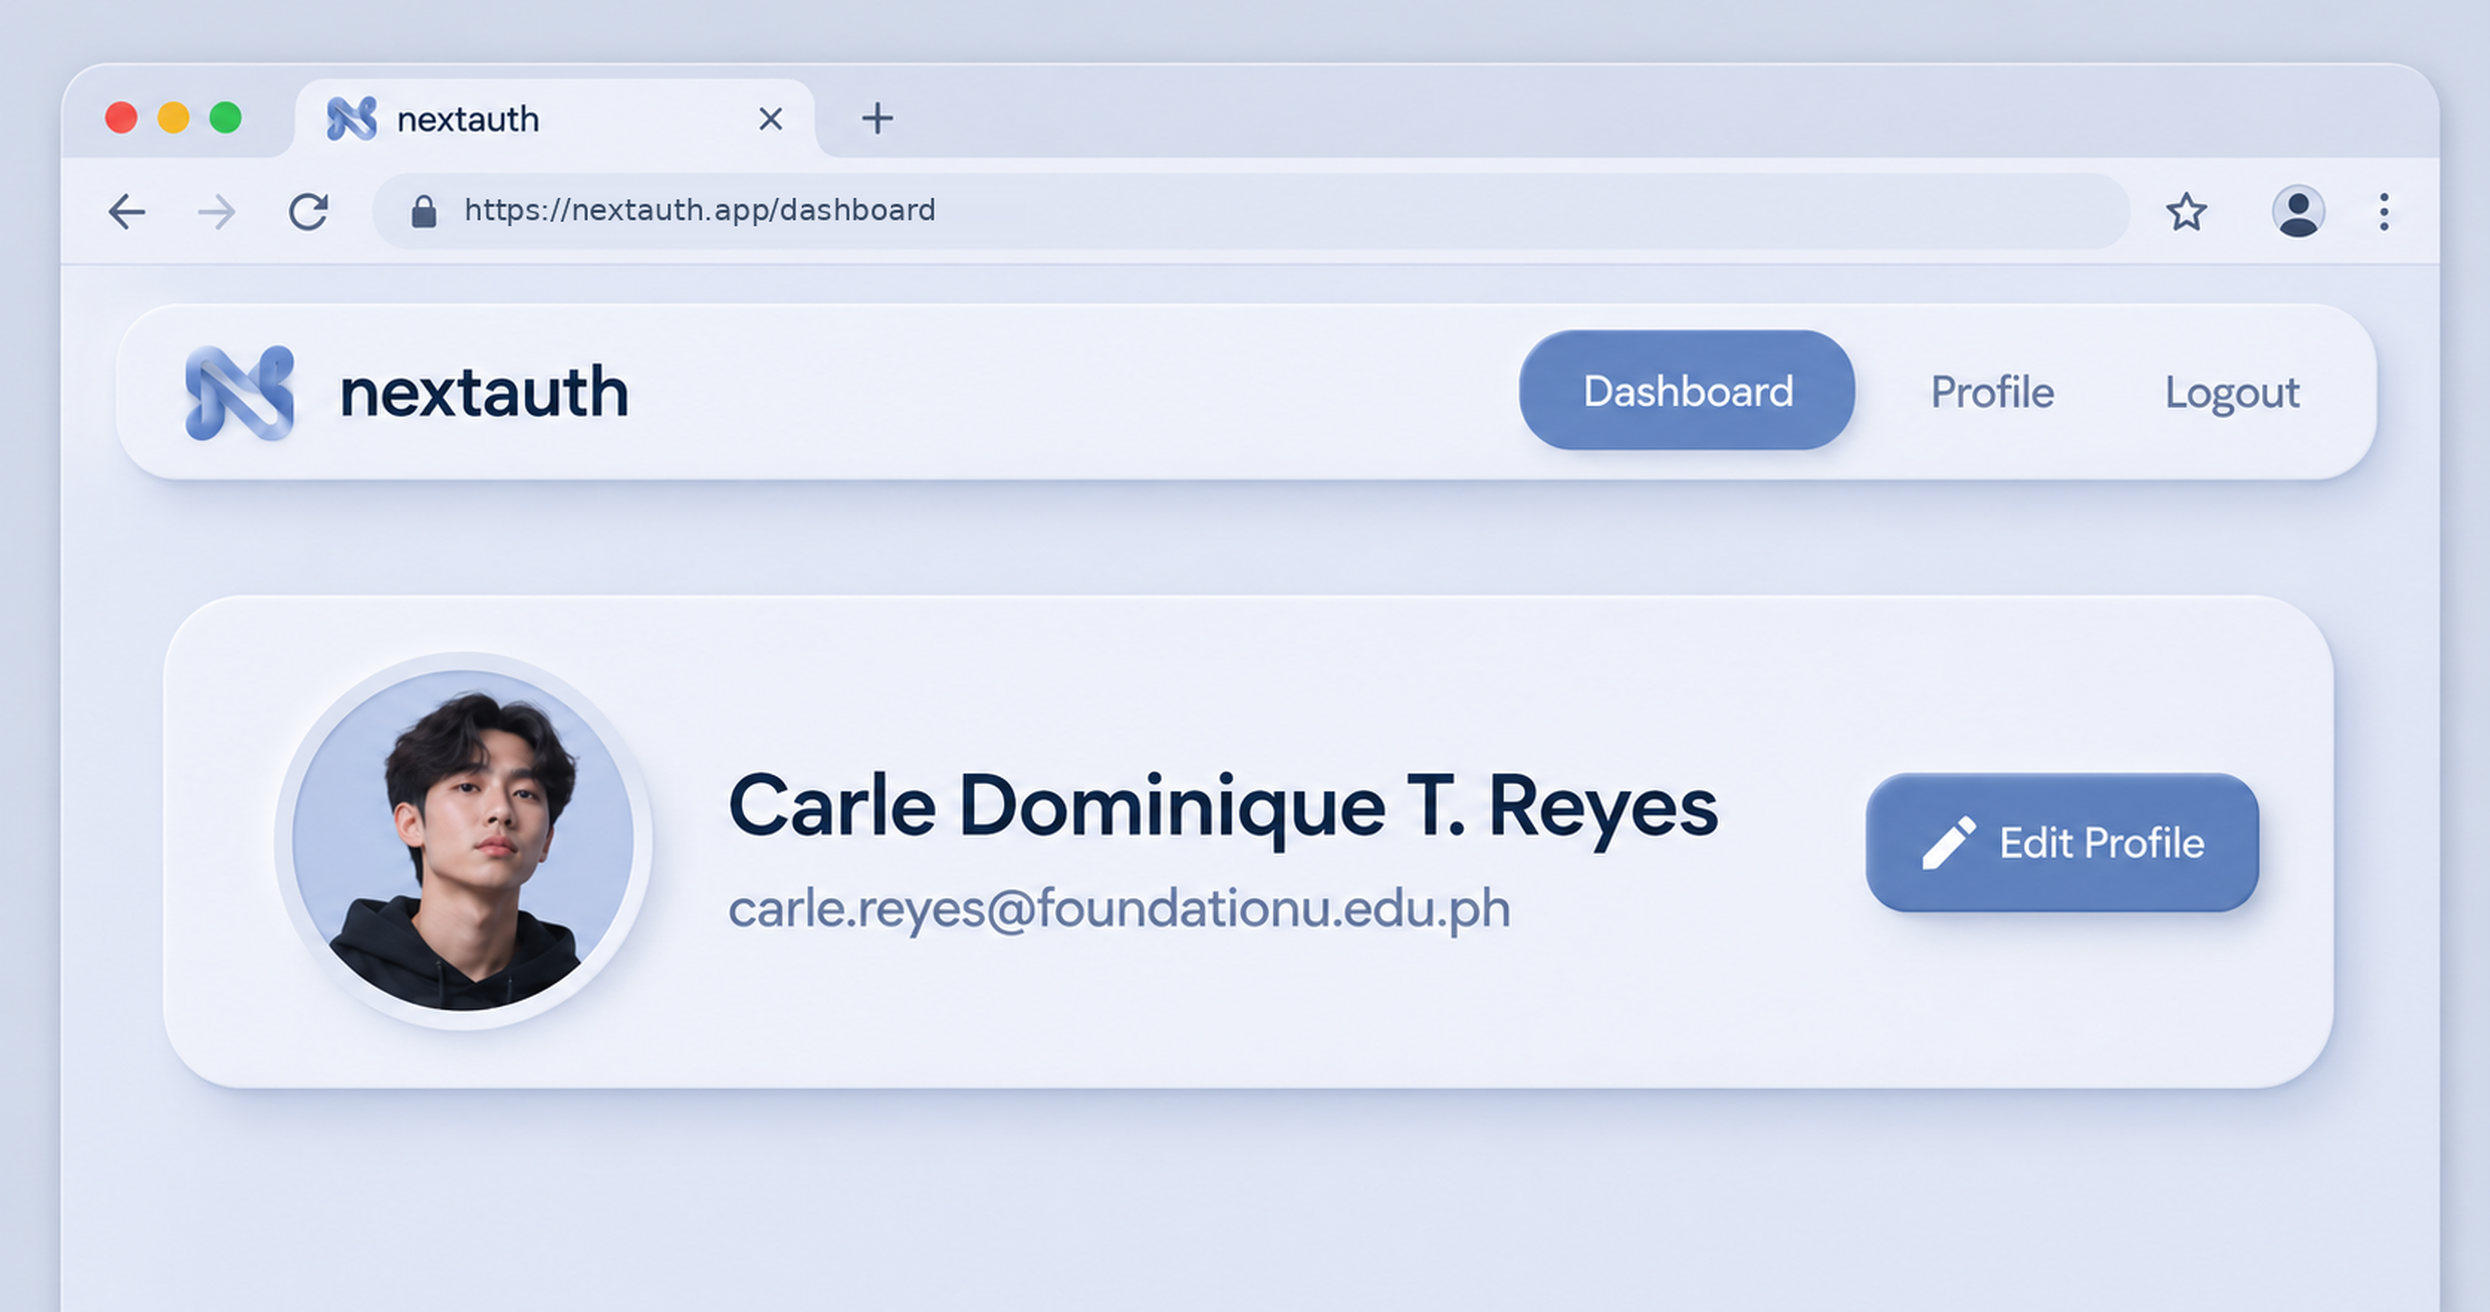 nextauth
https://nextauth.app/dashboard
nextauth
Dashboard
Profile
Logout
Carle Dominique T. Reyes
carle.reyes@foundationu.edu.ph
Edit Profile